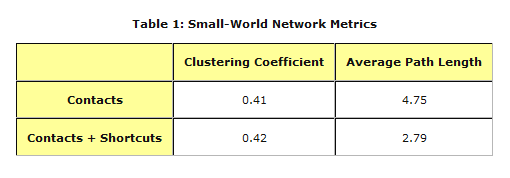 Table 1: Small-World Network Metrics
Clustering Coefficient Average Path Length
Contacts 0.41 4.75
Contacts + Shortcuts 0.42 2.79